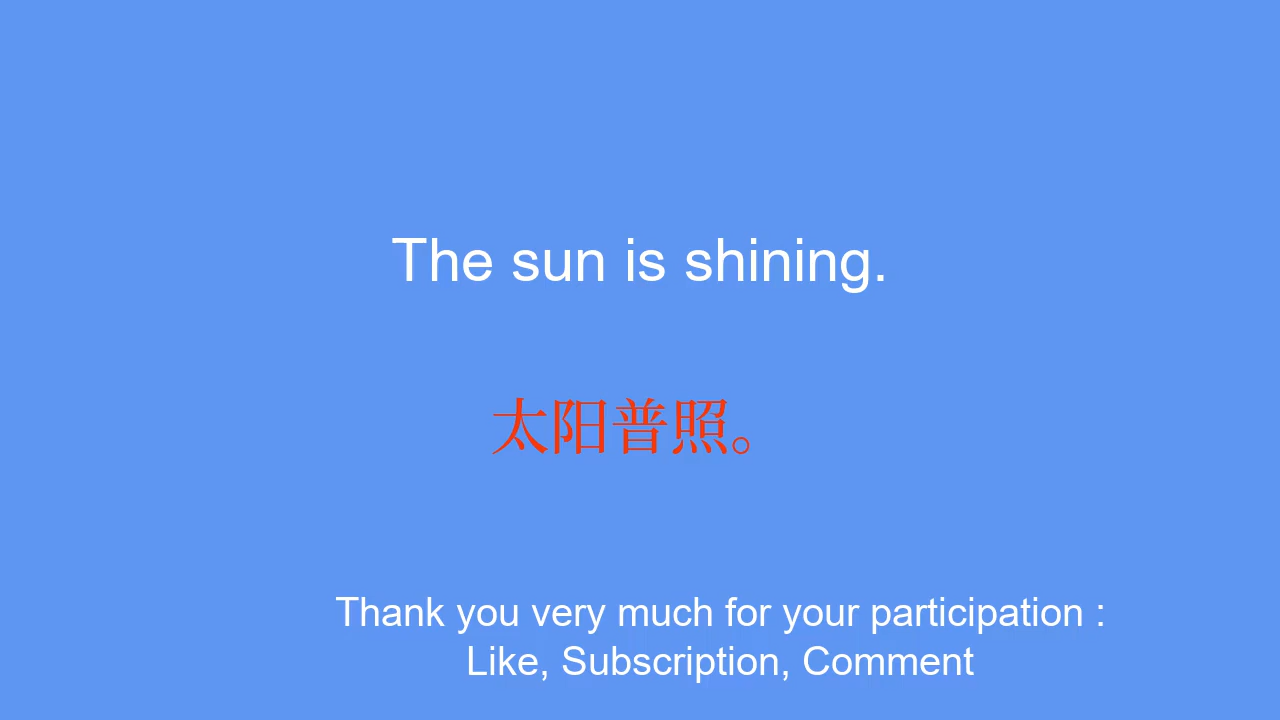 The sun is shining.
太阳普照。
Thank you very much for your participation :
Like, Subscription, Comment